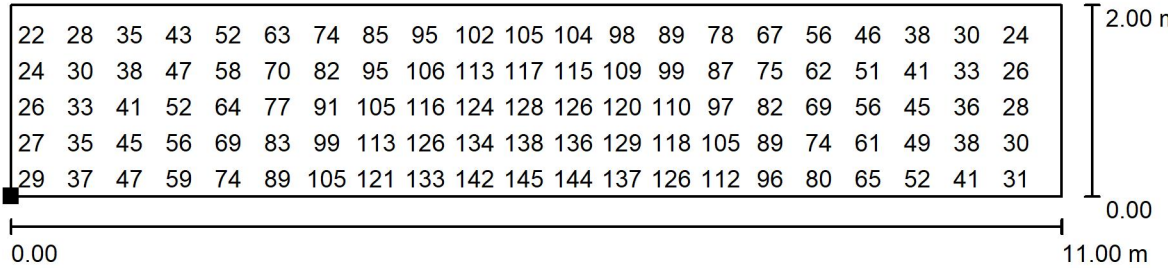 2.00 m
22 28 35 43 52 63 74 85 95 102 105 104 98 89 78 67 56 46 38 30 24
24 30 38 47 58 70 82 95 106 113 117 115 109 99 87 75 62 51 41 33 26
26 33 41 52 64 77 91 105 116 124 128 126 120 110 97 82 69 56 45 36 28
27 35 45 56 69 83 99 113 126 134 138 136 129 118 105 89 74 61 49 38 30
29 37 47 59 74 89 105 121 133 142 145 144 137 126 112 96 80 65 52 41 31
0.00
0.00 11.00 m